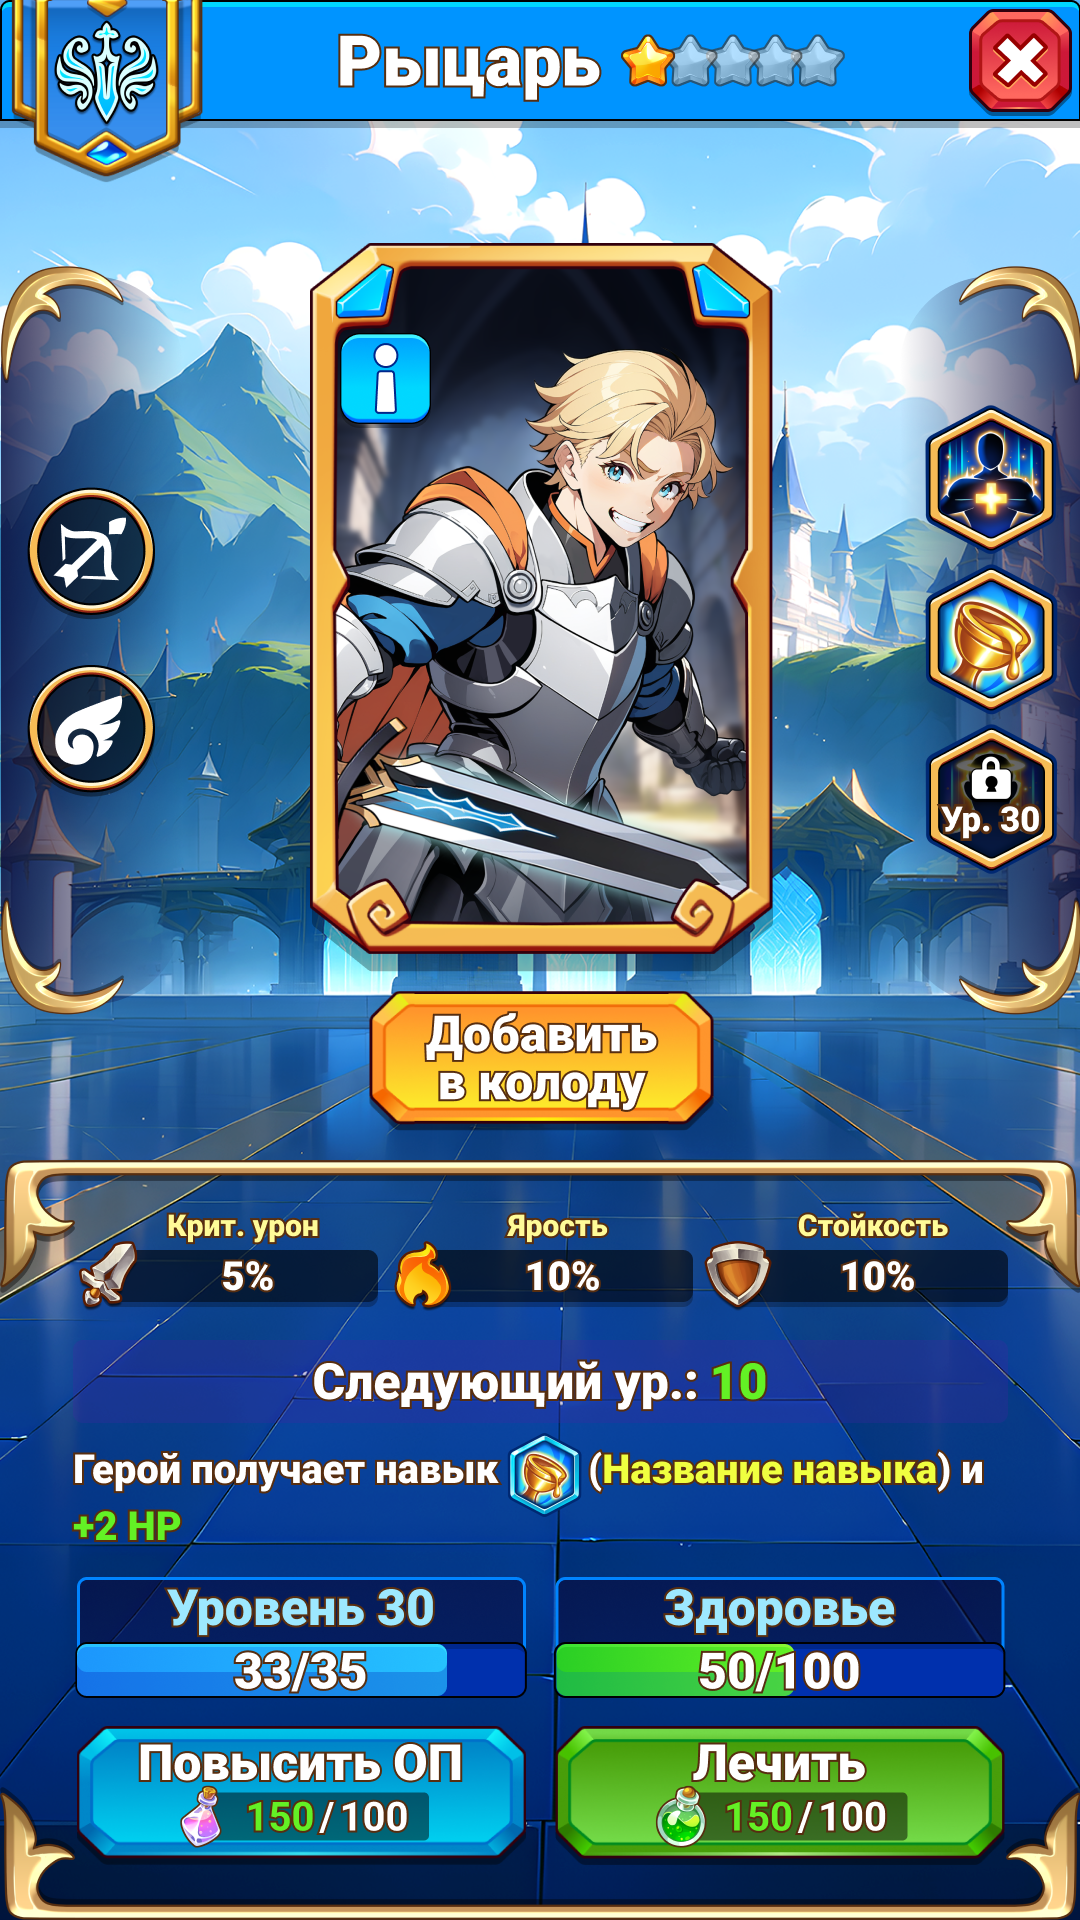 Рыцарь
Ур. 30
Добавить
в колоду
Крит. урон
Ярость
Стойкость
5%
10%
10%
Следующий ур.: 10
Герой получает навык (Название навыка) и
+2 HP
Уровень 30
Здоровье
33/35
50/100
Повысить ОП
Лечить
150/100
150/100